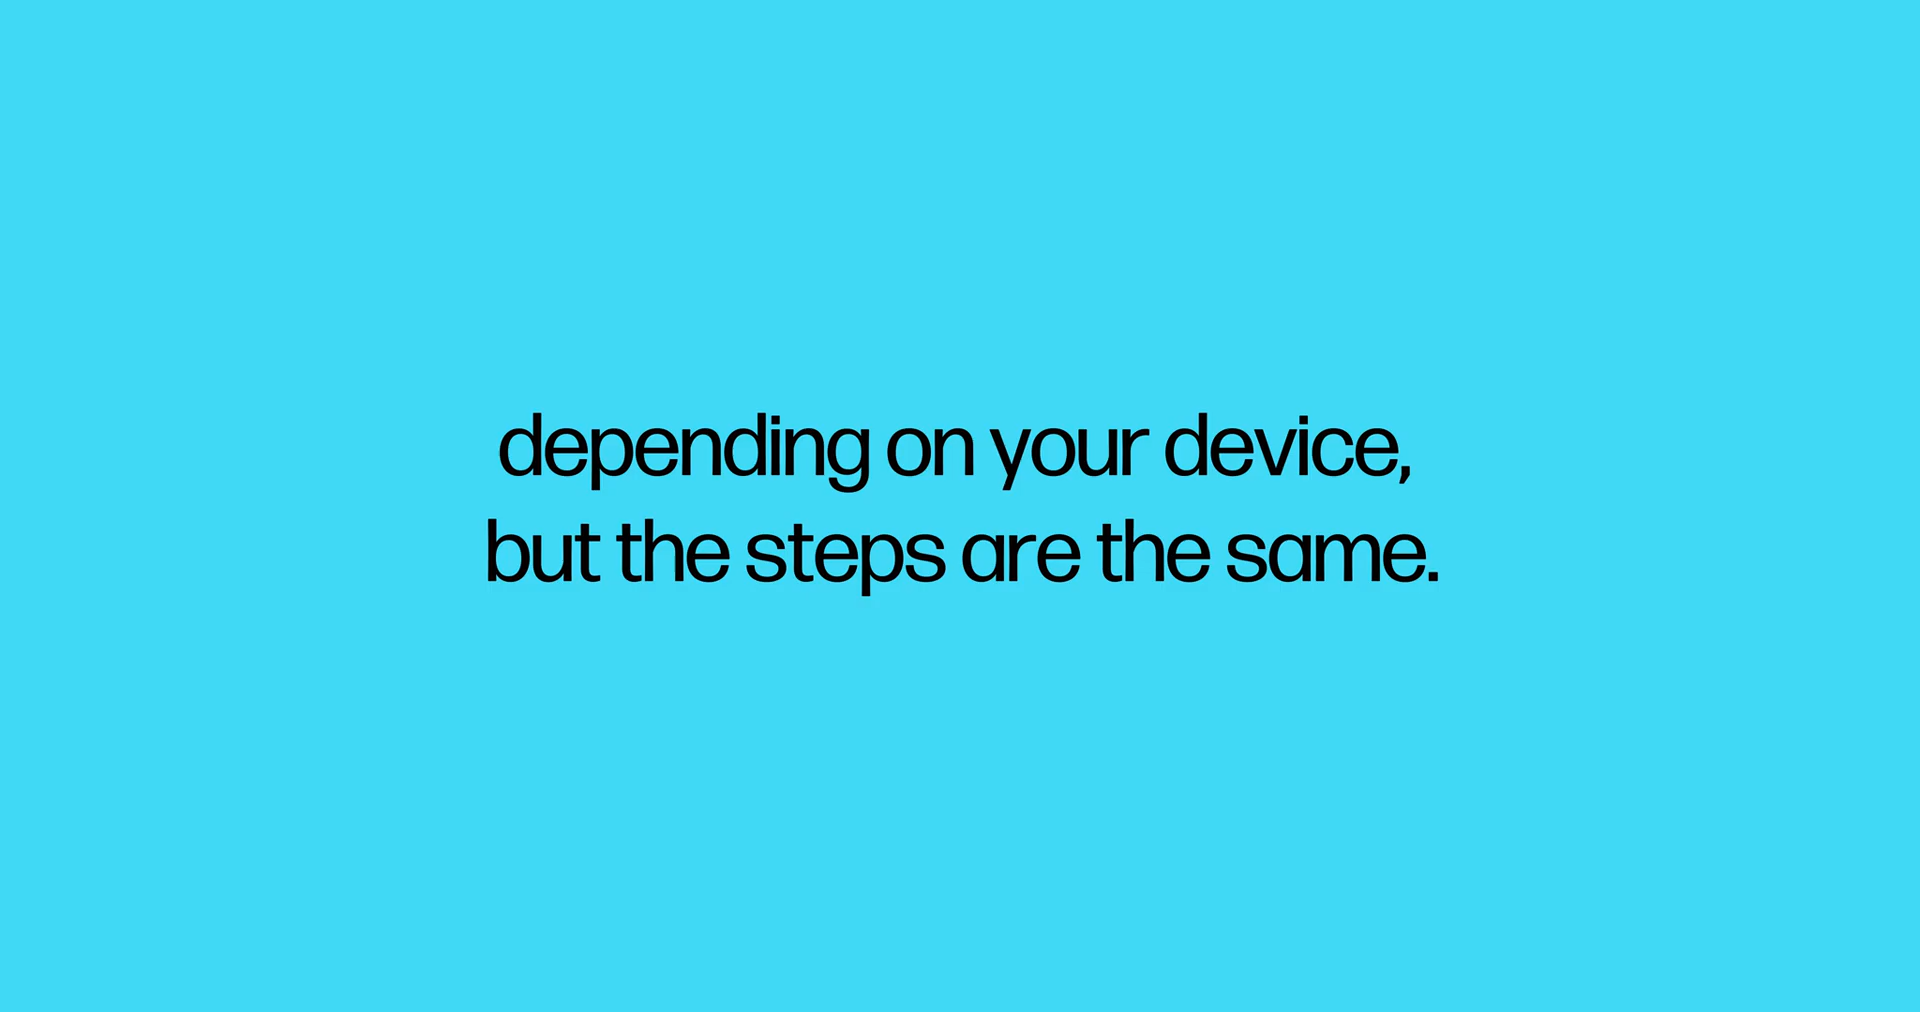 depending on your device,
but the steps are the same.